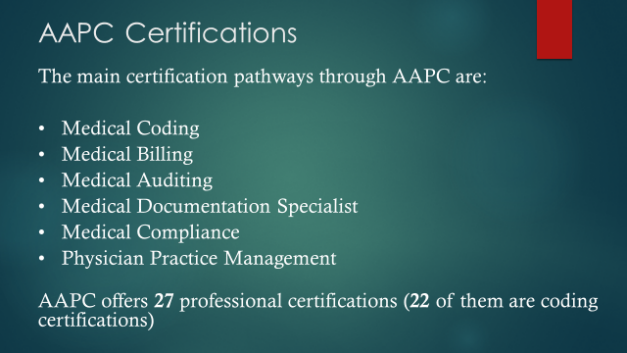 AAPC Certifications
The main certification pathways through AAPC are:
• Medical Coding
• Medical Billing
• Medical Auditing
• Medical Documentation Specialist
• Medical Compliance
• Physician Practice Management
AAPC offers 27 professional certifications (22 of them are coding
certifications)